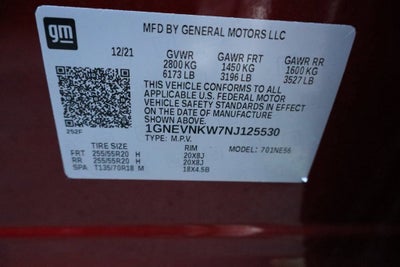 gm
MFD BY GENERAL MOTORS LLC
12/21 GVWR GAWR FRT GAWR RR
2800 KG 1450 KG 1600 KG
6173 LB 3196 LB 3527 LB
THIS VEHICLE CONFORMS TO ALL
APPLICABLE U.S. FEDERAL MOTOR
VEHICLE SAFETY STANDARDS IN EFFECT
ON THE DATE OF MANUFACTURE
SHOWN ABOVE.
252F 1GNEVNKW7NJ125530
TYPE: M.P.V. MODEL: 701NE56
TIRE SIZE RIM
FRT 255/55R20 H 20X8J
RR 255/55R20 H 20X8J
SPA T135/70R18 M 18X4.5B